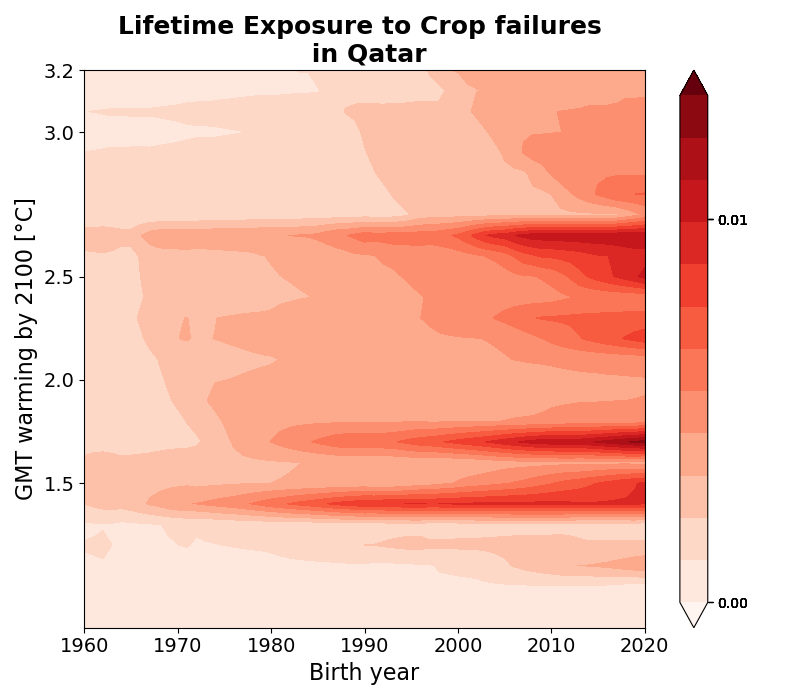 Lifetime Exposure to Crop failures
in Qatar
GMT warming by 2100 [°C]
3.2
3.0
2.5
2.0
1.5
1960 1970 1980 1990 2000 2010 2020
Birth year
0.01
0.00